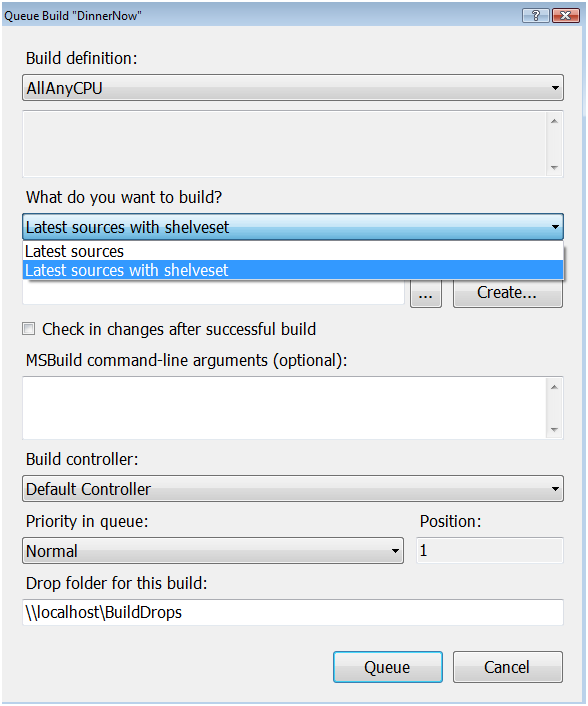 Queue Build "DinnerNow"
?
Build definition:
AllAnyCPU
What do you want to build?
Latest sources with shelveset
Latest sources
Latest sources with shelveset
... Create...
Check in changes after successful build
MSBuild command-line arguments (optional):
Build controller:
Default Controller
Priority in queue: Position:
Normal 1
Drop folder for this build:
\\localhost\BuildDrops
Queue Cancel